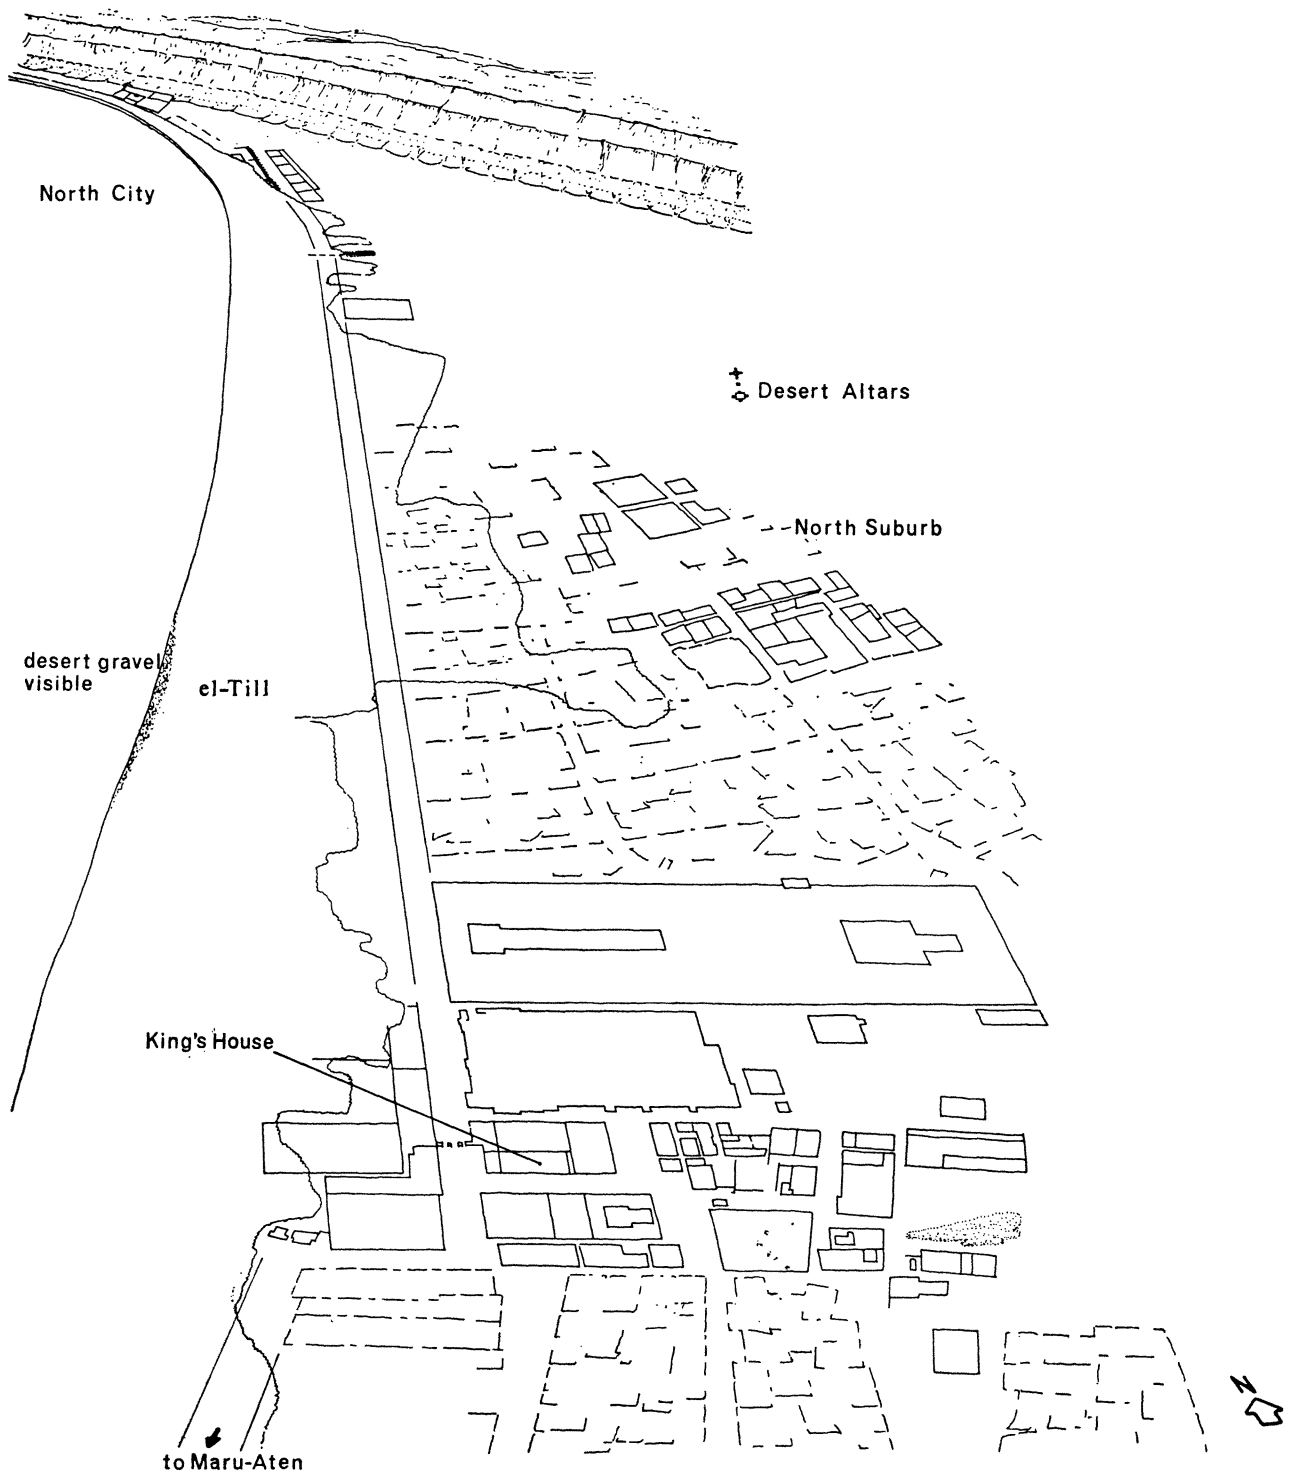 North City
Desert Altars
North Suburb
desert gravel
visible
el-Till
King's House
N
to Maru-Aten